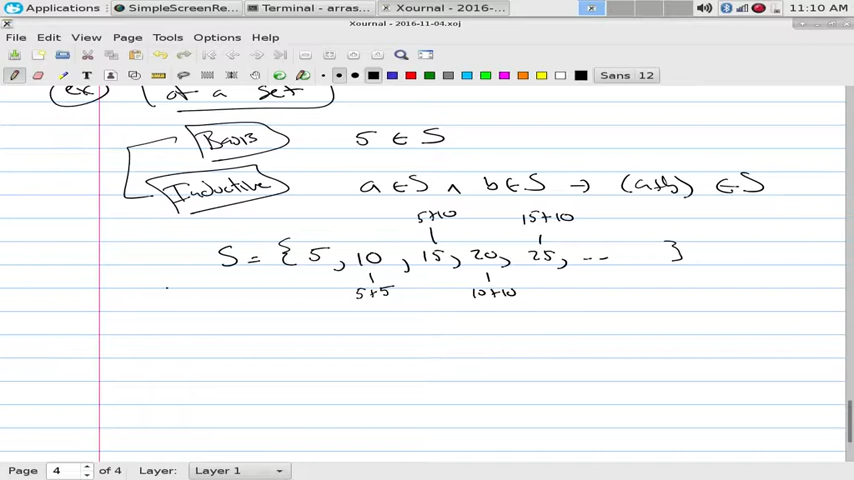 Applications SimpleScreenRe... Terminal - arras... Xournal - 2016-... 11:10 AM
Xournal - 2016-11-04.xoj
File Edit View Page Tools Options Help
Sans 12
ex of a set
Basis 5 ∈ S
Inductive a ∈ S ∧ b ∈ S → (a+b) ∈ S
5+10 15+10
S = { 5, 10, 15, 20, 25, -- }
5+5 10+10
Page 4 of 4 Layer: Layer 1